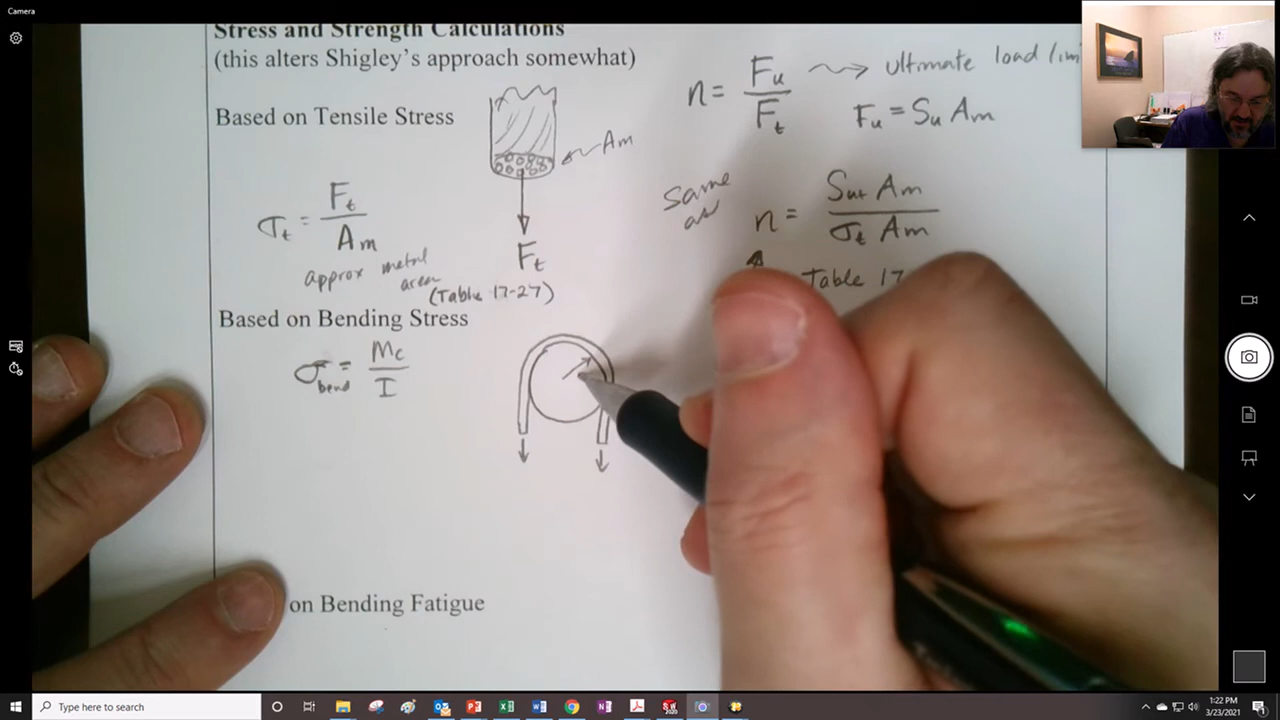 Camera
Stress and Strength Calculations
(this alters Shigley's approach somewhat)
Based on Tensile Stress
σt = Ft / Am
approx metal area
(Table 17-27)
Am
Ft
n = Fu / Ft → ultimate load
Fu = Su Am
Same as
n = Sut Am / σt Am
Table 17-
Based on Bending Stress
σbend = Mc / I
on Bending Fatigue
Type here to search
1:22 PM
3/23/2021